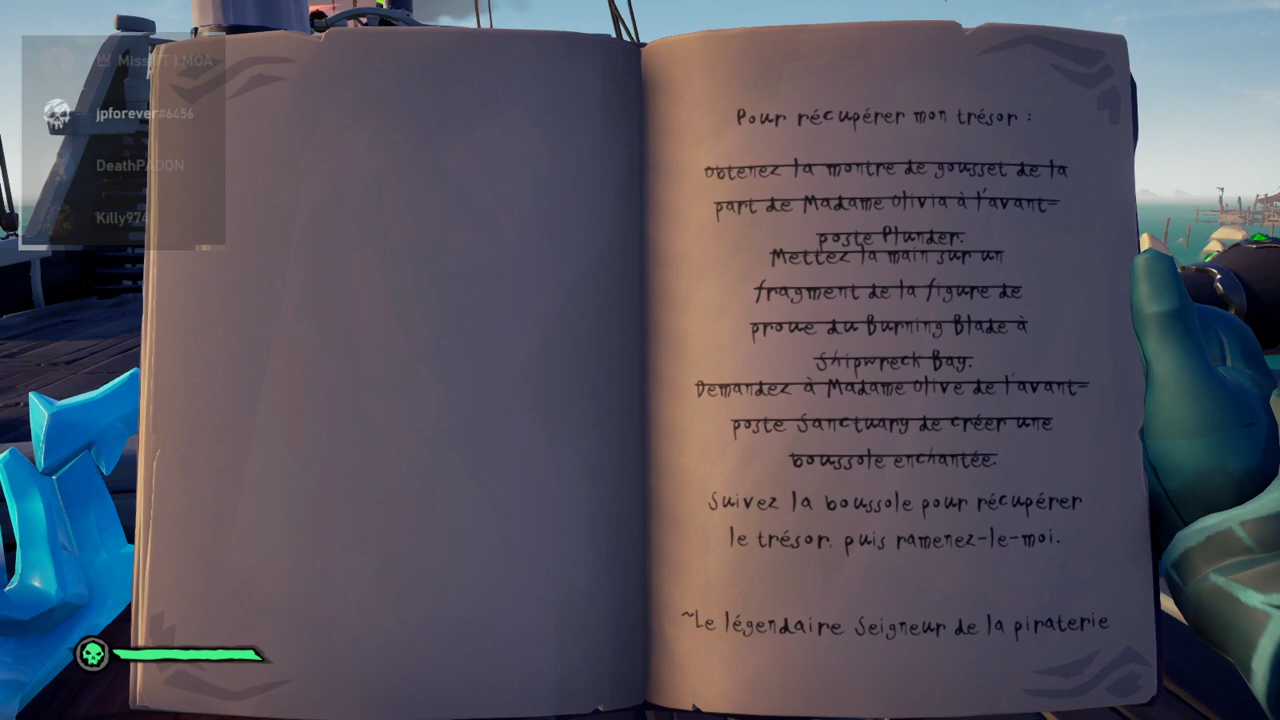 Miss
MOA
jpforever#6456
DeathPADON
Killy974
Pour récupérer mon trésor :
obtenez la montre de gousset de la
part de Madame Olivia à l'avant-
poste Plunder.
Mettez la main sur un
fragment de la figure de
proue du Burning Blade à
Shipwreck Bay.
Demandez à Madame Olive de l'avant-
poste Sanctuary de créer une
boussole enchantée.
Suivez la boussole pour récupérer
le trésor, puis ramenez-le-moi.
~Le légendaire Seigneur de la piraterie